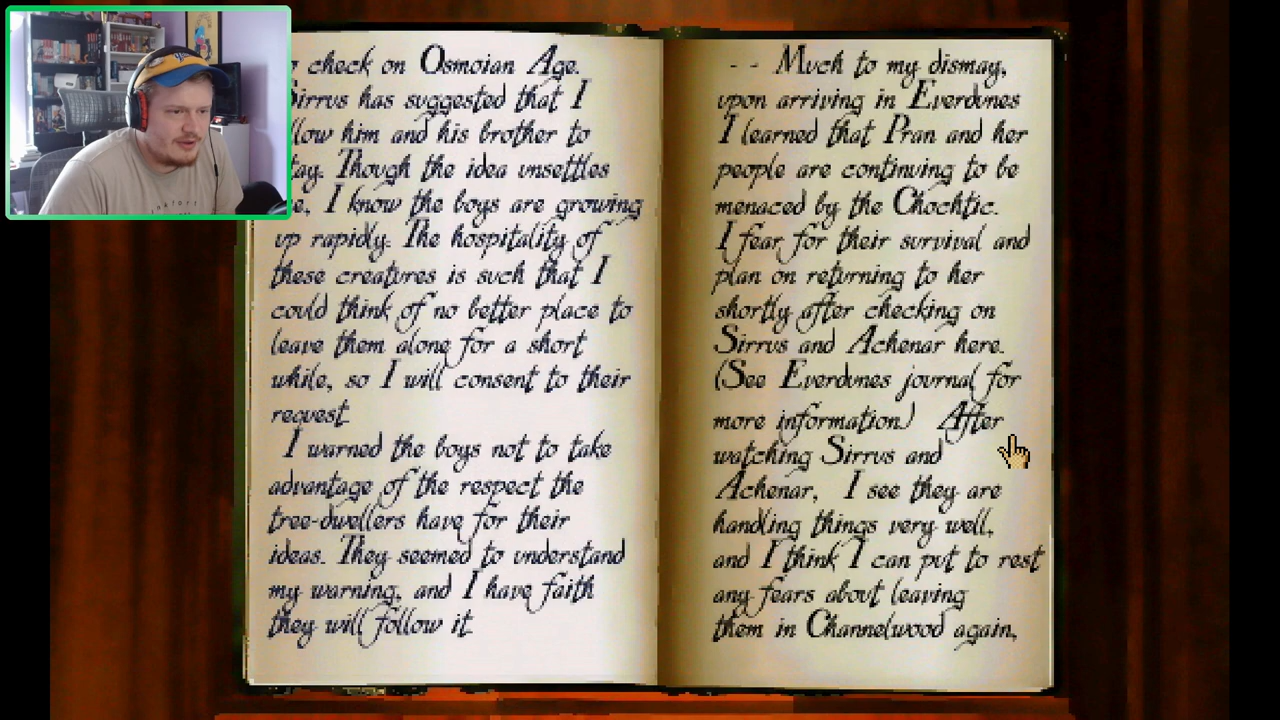 check on Osmoian Age.
Sirrus has suggested that I
him and his brother to
Though the idea unsettles
I know the boys are growing
up rapidly. The hospitality of
these creatures is such that I
could think of no better place to
leave them alone for a short
while, so I will consent to their
request.
I warned the boys not to take
advantage of the respect the
tree-dwellers have for their
ideas. They seemed to understand
my warning, and I have faith
they will follow it.
-- Much to my dismay,
upon arriving in Everdunes
I learned that Pran and her
people are continuing to be
menaced by the Chochtic.
I fear for their survival and
plan on returning to her
shortly after checking on
Sirrus and Achenar here.
(See Everdunes journal for
more information) After
watching Sirrus and
Achenar, I see they are
handling things very well,
and I think I can put to rest
any fears about leaving
them in Channelwood again,